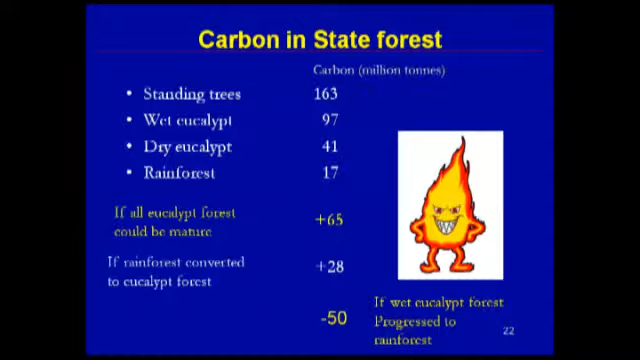 Carbon in State forest
Carbon (million tonnes)
• Standing trees 163
• Wet eucalypt 97
• Dry eucalypt 41
• Rainforest 17
If all eucalypt forest
could be mature +65
If rainforest converted
to eucalypt forest +28
-50 If wet eucalypt forest
Progressed to
rainforest
22